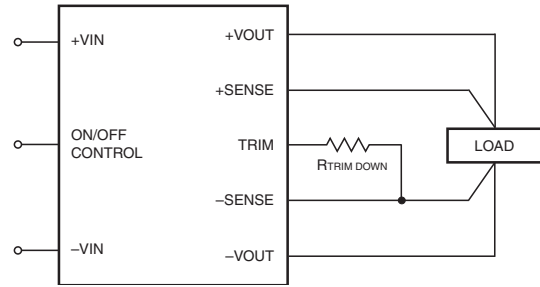 +VIN
+VOUT
+SENSE
ON/OFF
CONTROL
TRIM
RTRIM DOWN
LOAD
–SENSE
–VIN
–VOUT